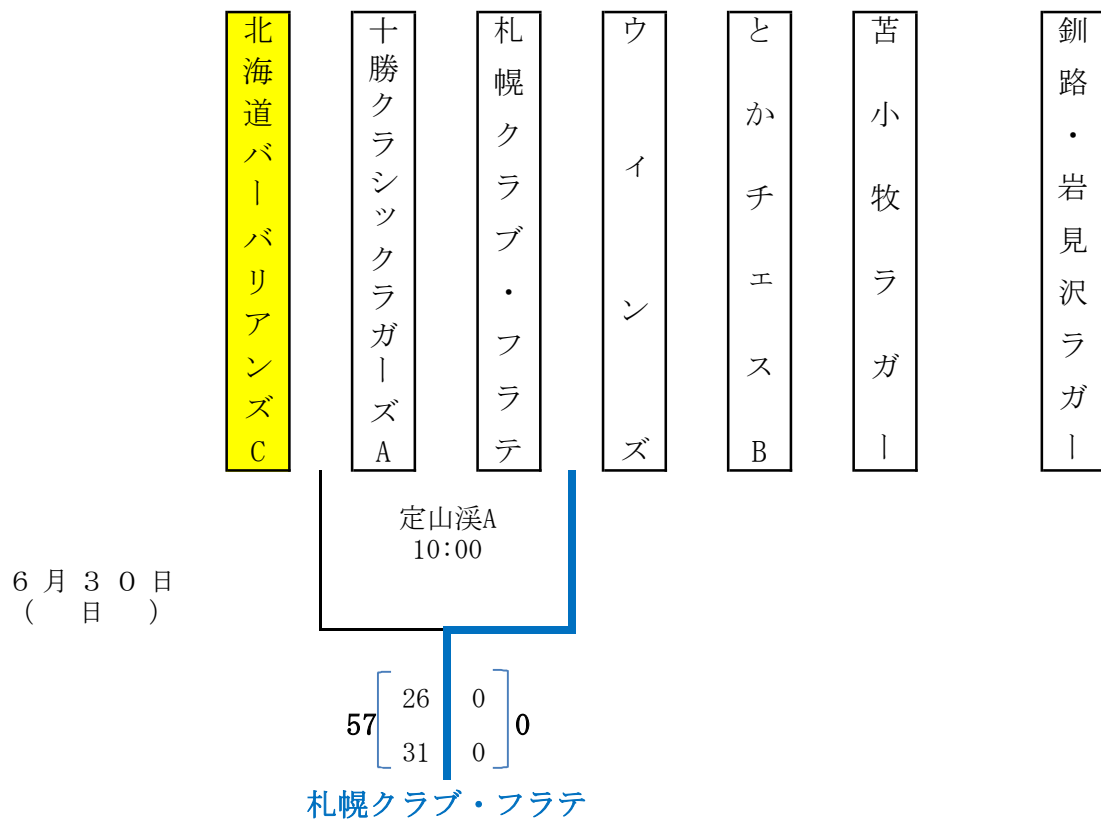 北海道バーバリアンズC
十勝クラシックラガーズA
札幌クラブ・フラテ
ウィンズ
とかチェスB
苫小牧ラガー
釧路・岩見沢ラガー
定山渓A
10:00
６月３０日
(　日　)
57 26 0 0
31 0
札幌クラブ・フラテ